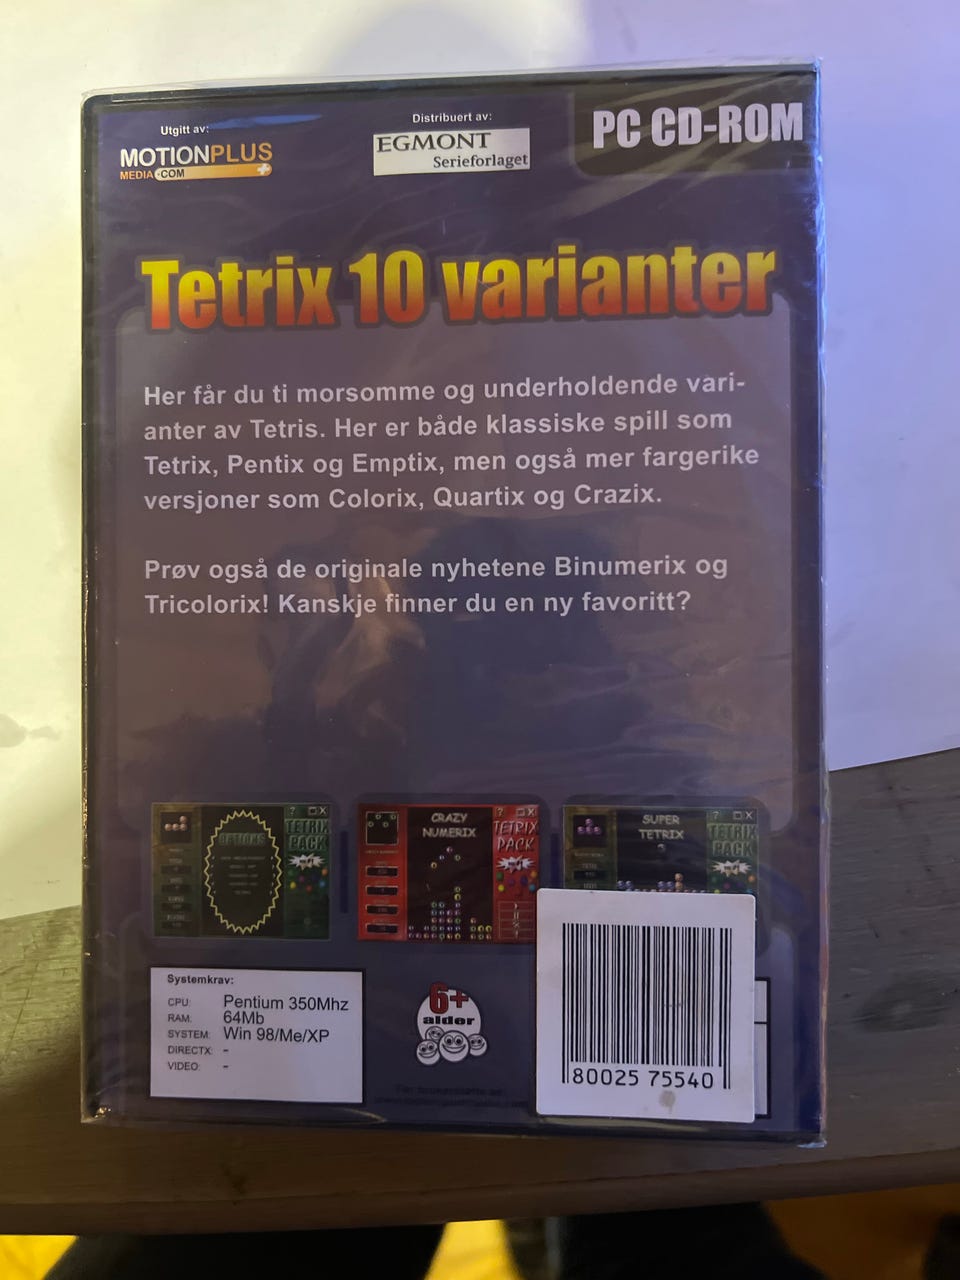 Utgitt av:
MOTIONPLUS
MEDIA.COM
Distribuert av:
EGMONT
Serieforlaget
PC CD-ROM
Tetrix 10 varianter
Her får du ti morsomme og underholdende vari-
anter av Tetris. Her er både klassiske spill som
Tetrix, Pentix og Emptix, men også mer fargerike
versjoner som Colorix, Quartix og Crazix.
Prøv også de originale nyhetene Binumerix og
Tricolorix! Kanskje finner du en ny favoritt?
OPTIONS
? X
TETRIX
PACK
CRAZY
NUMERIX
? X
TETRIX
PACK
SUPER
TETRIX
? X
TETRIX
PACK
Systemkrav:
CPU: Pentium 350Mhz
RAM: 64Mb
SYSTEM: Win 98/Me/XP
DIRECTX: -
VIDEO: -
6+
alder
80025 75540